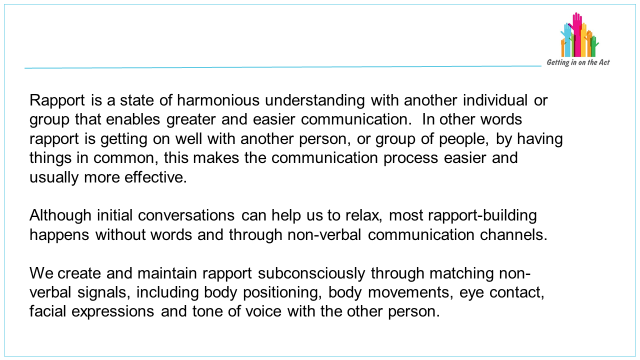 Getting in on the Act
Rapport is a state of harmonious understanding with another individual or
group that enables greater and easier communication.  In other words
rapport is getting on well with another person, or group of people, by having
things in common, this makes the communication process easier and
usually more effective.
Although initial conversations can help us to relax, most rapport-building
happens without words and through non-verbal communication channels.
We create and maintain rapport subconsciously through matching non-
verbal signals, including body positioning, body movements, eye contact,
facial expressions and tone of voice with the other person.